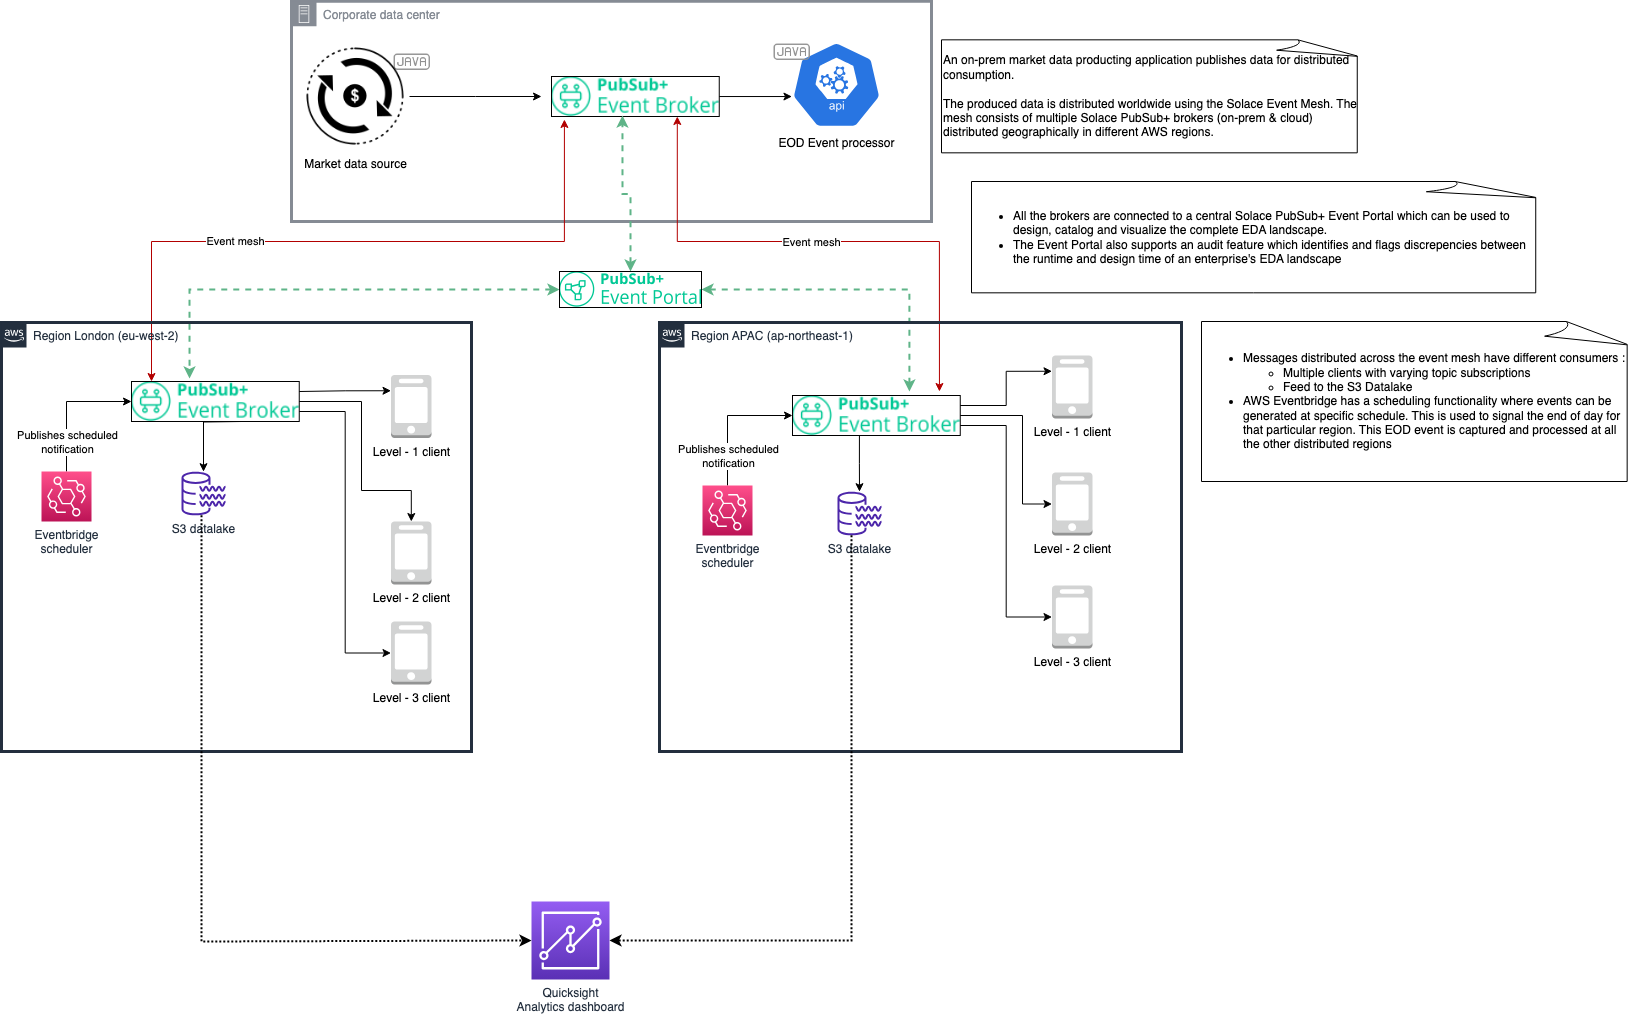 Corporate data center
JAVA
JAVA
PubSub+
Event Broker
$
api
Market data source
EOD Event processor
An on-prem market data producting application publishes data for distributed
consumption.
The produced data is distributed worldwide using the Solace Event Mesh. The
mesh consists of multiple Solace PubSub+ brokers (on-prem & cloud)
distributed geographically in different AWS regions.
All the brokers are connected to a central Solace PubSub+ Event Portal which can be used to
design, catalog and visualize the complete EDA landscape.
The Event Portal also supports an audit feature which identifies and flags discrepencies between
the runtime and design time of an enterprise's EDA landscape
Event mesh
Event mesh
PubSub+
Event Portal
aws
Region London (eu-west-2)
PubSub+
Event Broker
Publishes scheduled
notification
Eventbridge
scheduler
S3 datalake
Level - 1 client
Level - 2 client
Level - 3 client
aws
Region APAC (ap-northeast-1)
PubSub+
Event Broker
Publishes scheduled
notification
Eventbridge
scheduler
S3 datalake
Level - 1 client
Level - 2 client
Level - 3 client
Messages distributed across the event mesh have different consumers :
Multiple clients with varying topic subscriptions
Feed to the S3 Datalake
AWS Eventbridge has a scheduling functionality where events can be
generated at specific schedule. This is used to signal the end of day for
that particular region. This EOD event is captured and processed at all
the other distributed regions
Quicksight
Analytics dashboard